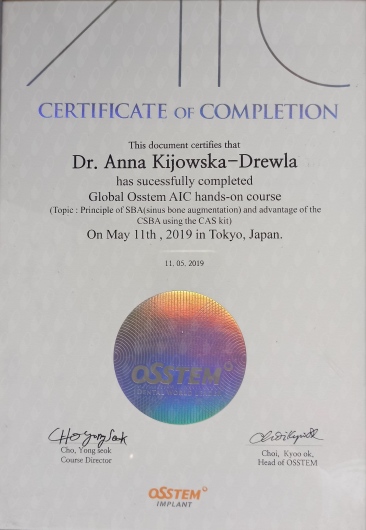 AIC
CERTIFICATE OF COMPLETION
This document certifies that
Dr. Anna Kijowska-Drewla
has sucessfully completed
Global Osstem AIC hands-on course
(Topic : Principle of SBA(sinus bone augmentation) and advantage of the
CSBA using the CAS kit)
On May 11th , 2019 in Tokyo, Japan.
11. 05. 2019
OSSTEM
Cho, Yong seok
Course Director
Choi, Kyoo ok,
Head of OSSTEM
OSSTEM
IMPLANT